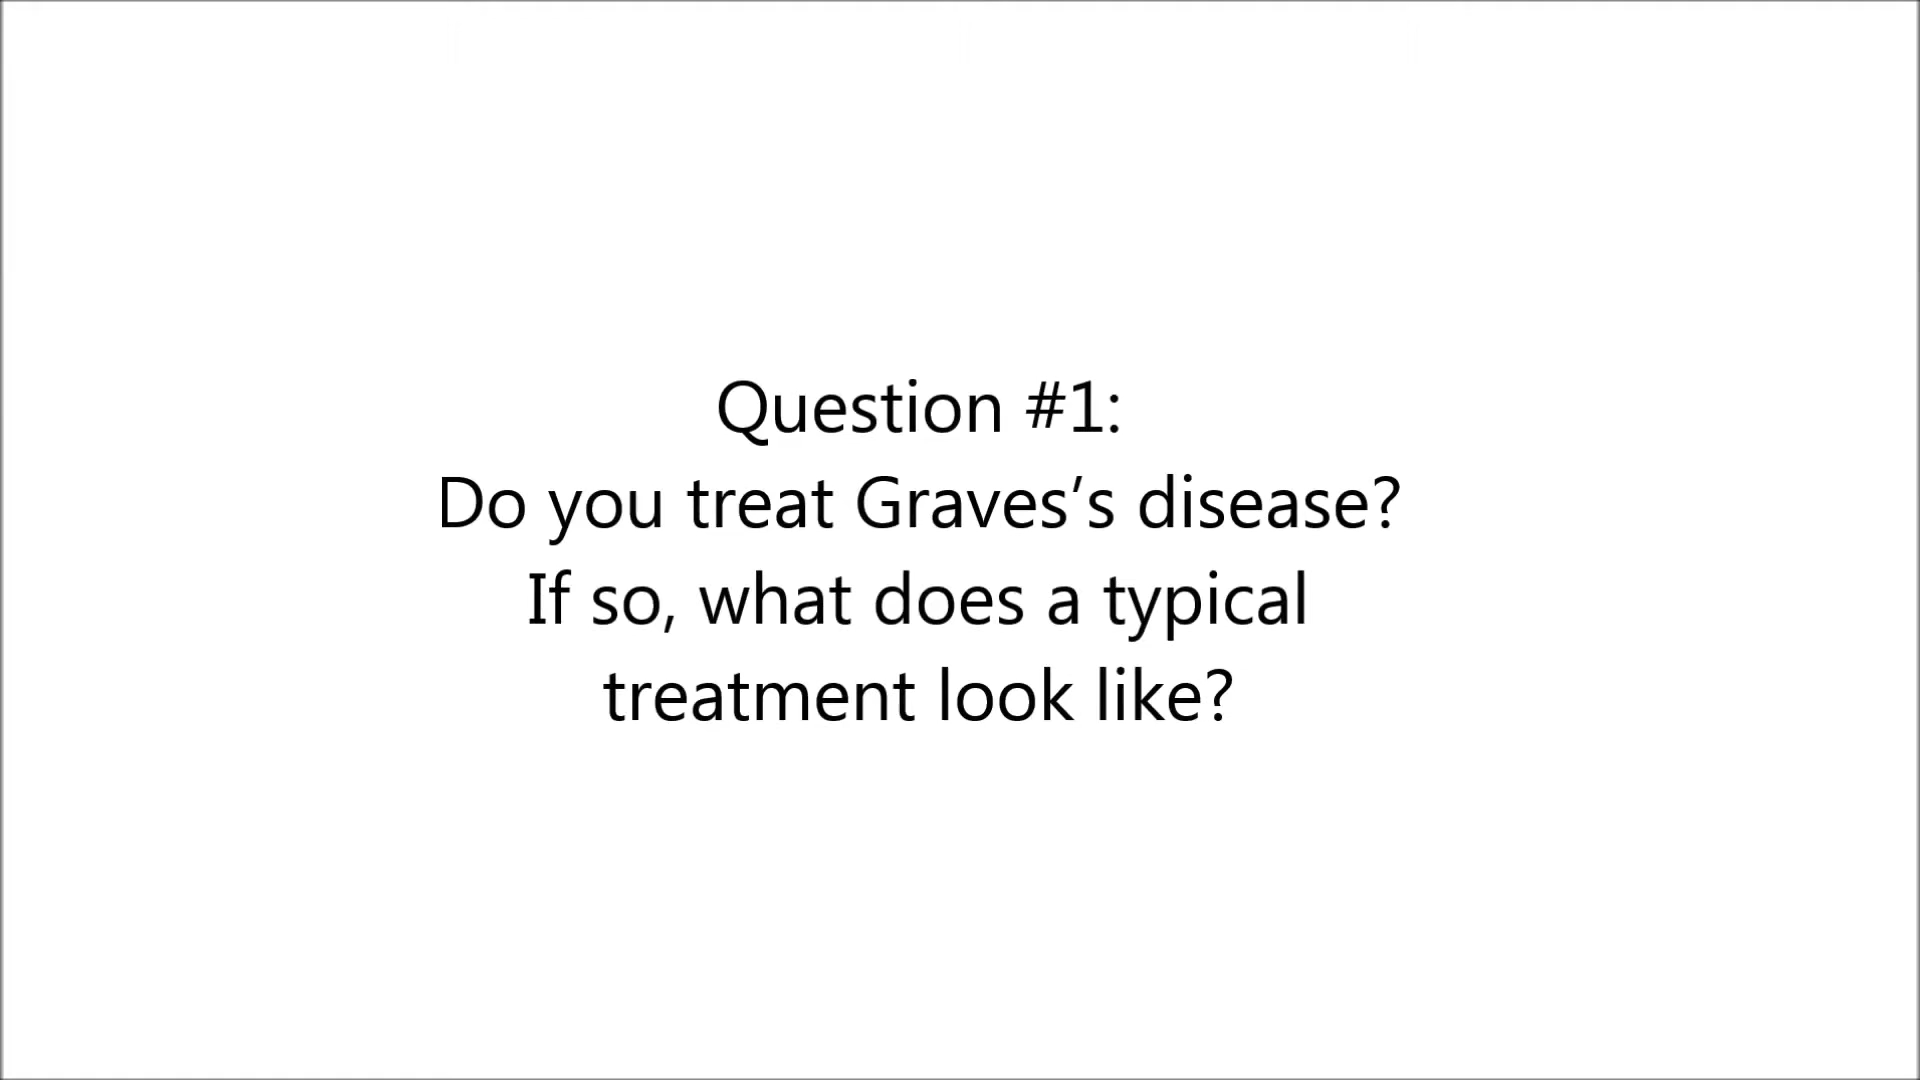 Question #1:
Do you treat Graves’s disease?
If so, what does a typical
treatment look like?